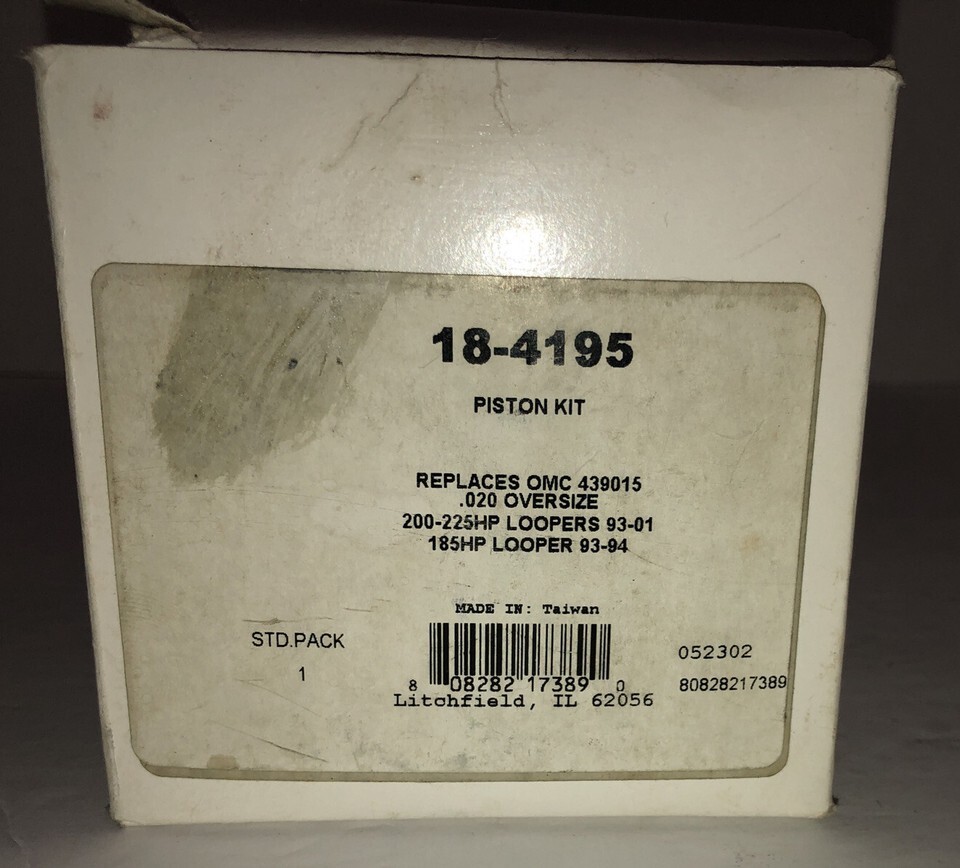 18-4195
PISTON KIT
REPLACES OMC 439015
.020 OVERSIZE
200-225HP LOOPERS 93-01
185HP LOOPER 93-94
MADE IN: Taiwan
STD.PACK
1
8 08282 17389 0
Litchfield, IL 62056
052302
80828217389